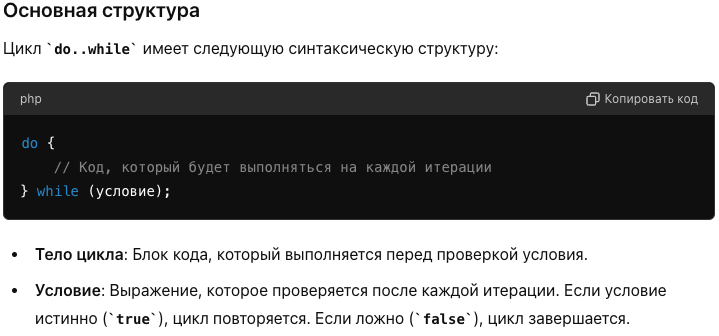 Основная структура
Цикл `do..while` имеет следующую синтаксическую структуру:
php
Копировать код
do {
    // Код, который будет выполняться на каждой итерации
} while (условие);
• Тело цикла: Блок кода, который выполняется перед проверкой условия.
• Условие: Выражение, которое проверяется после каждой итерации. Если условие
истинно (`true`), цикл повторяется. Если ложно (`false`), цикл завершается.